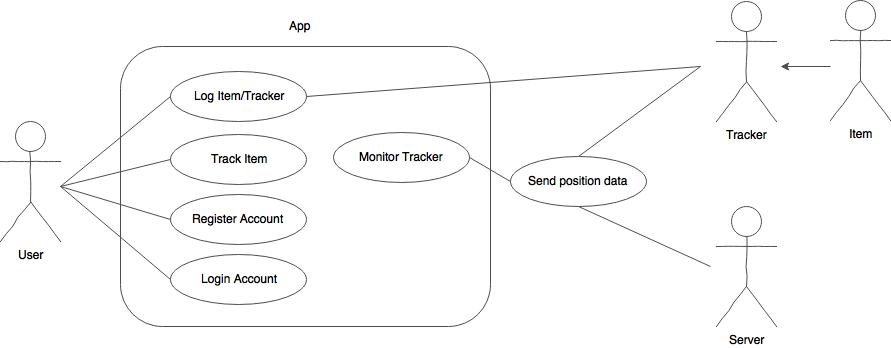 App
Log Item/Tracker
Track Item
Monitor Tracker
Register Account
Login Account
Send position data
User
Tracker
Item
Server